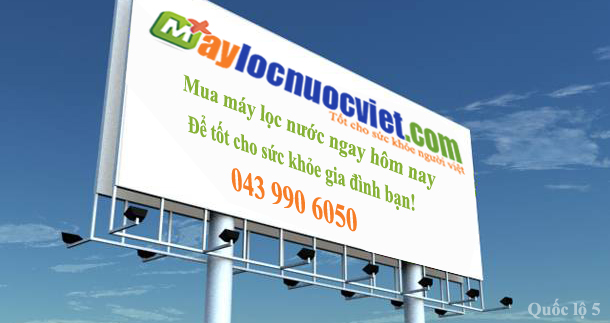 Maylocnuocviet.com
Tốt cho sức khỏe người việt
Mua máy lọc nước ngay hôm nay
Để tốt cho sức khỏe gia đình bạn!
043 990 6050
Quốc lộ 5